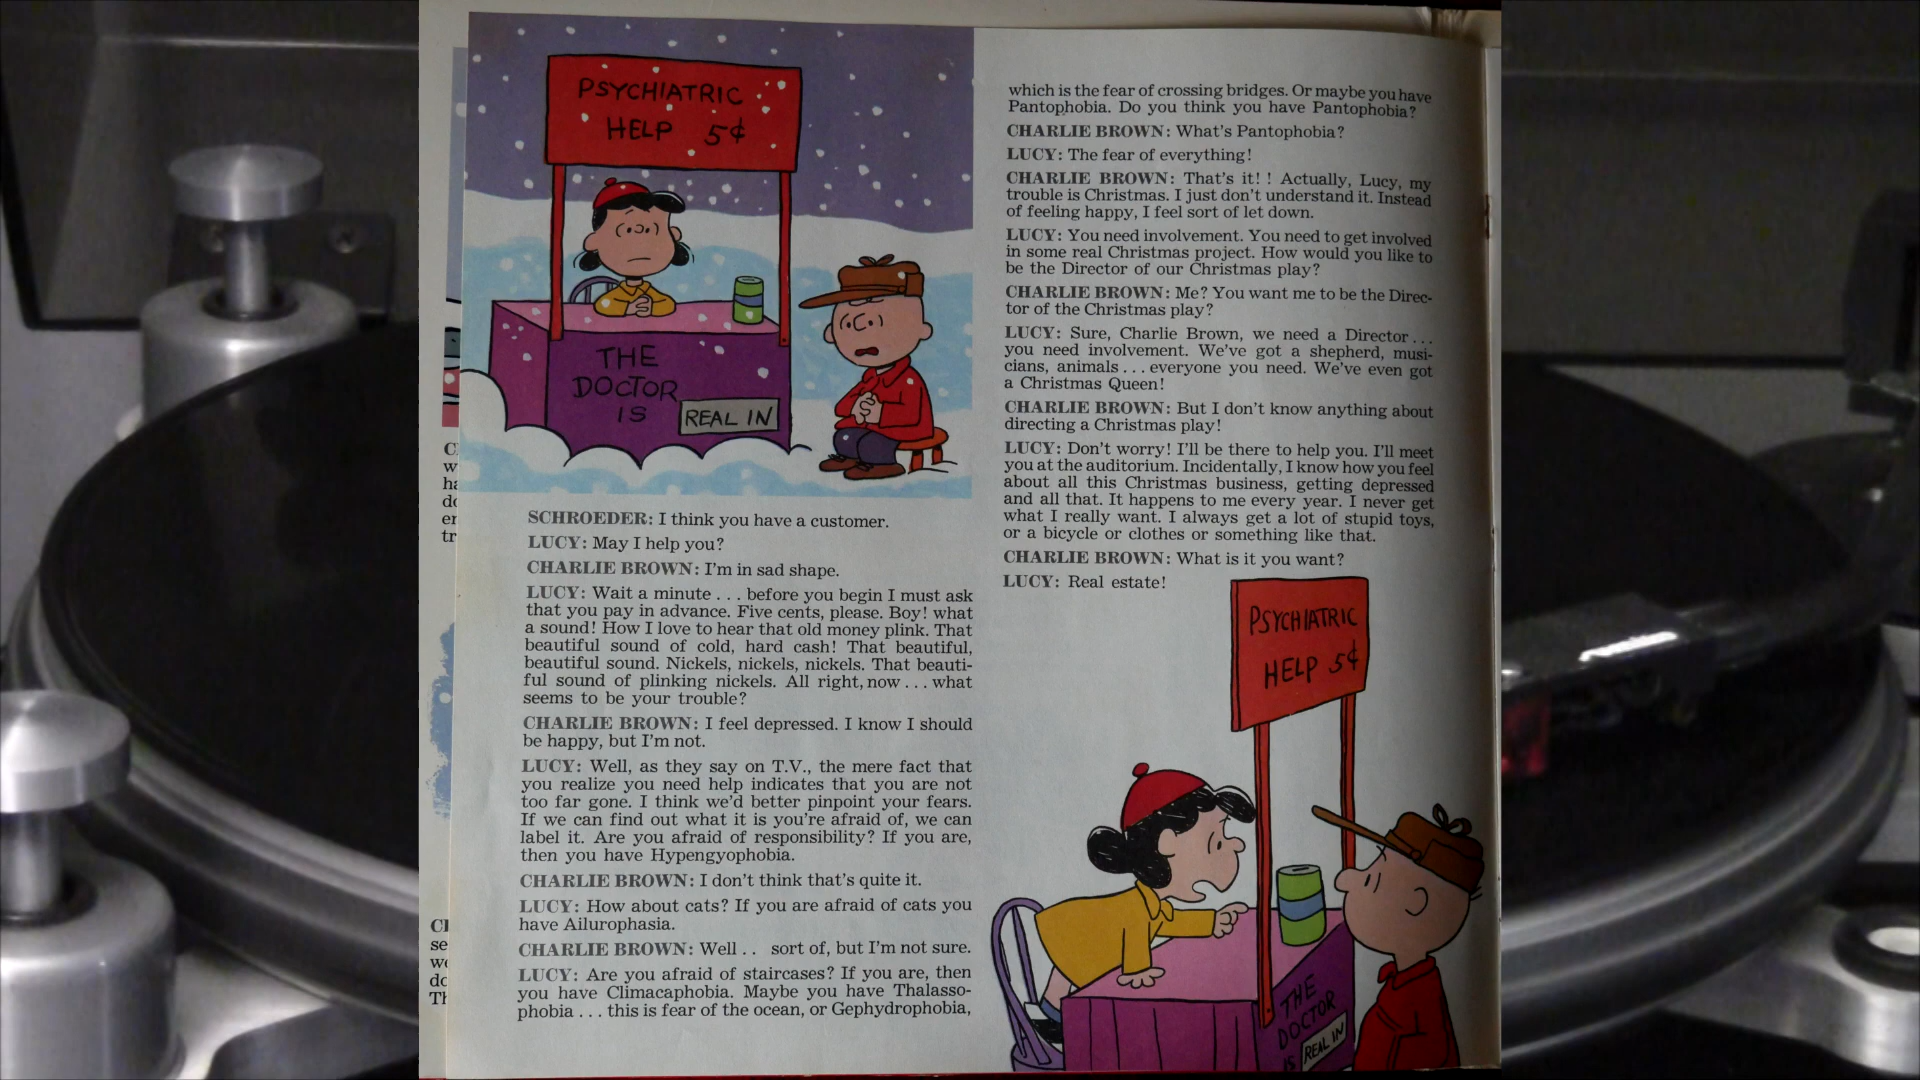 PSYCHIATRIC
HELP 5¢
THE
DOCTOR
IS
REAL IN
SCHROEDER: I think you have a customer.
LUCY: May I help you?
CHARLIE BROWN: I'm in sad shape.
LUCY: Wait a minute . . . before you begin I must ask
that you pay in advance. Five cents, please. Boy! what
a sound! How I love to hear that old money plink. That
beautiful sound of cold, hard cash! That beautiful,
beautiful sound. Nickels, nickels, nickels. That beauti-
ful sound of plinking nickels. All right, now . . . what
seems to be your trouble?
CHARLIE BROWN: I feel depressed. I know I should
be happy, but I'm not.
LUCY: Well, as they say on T.V., the mere fact that
you realize you need help indicates that you are not
too far gone. I think we'd better pinpoint your fears.
If we can find out what it is you're afraid of, we can
label it. Are you afraid of responsibility? If you are,
then you have Hypengyophobia.
CHARLIE BROWN: I don't think that's quite it.
LUCY: How about cats? If you are afraid of cats you
have Ailurophasia.
CHARLIE BROWN: Well . . sort of, but I'm not sure.
LUCY: Are you afraid of staircases? If you are, then
you have Climacaphobia. Maybe you have Thalasso-
phobia . . . this is fear of the ocean, or Gephydrophobia,
which is the fear of crossing bridges. Or maybe you have
Pantophobia. Do you think you have Pantophobia?
CHARLIE BROWN: What's Pantophobia?
LUCY: The fear of everything!
CHARLIE BROWN: That's it! ! Actually, Lucy, my
trouble is Christmas. I just don't understand it. Instead
of feeling happy, I feel sort of let down.
LUCY: You need involvement. You need to get involved
in some real Christmas project. How would you like to
be the Director of our Christmas play?
CHARLIE BROWN: Me? You want me to be the Direc-
tor of the Christmas play?
LUCY: Sure, Charlie Brown, we need a Director . . .
you need involvement. We've got a shepherd, musi-
cians, animals . . . everyone you need. We've even got
a Christmas Queen!
CHARLIE BROWN: But I don't know anything about
directing a Christmas play!
LUCY: Don't worry! I'll be there to help you. I'll meet
you at the auditorium. Incidentally, I know how you feel
about all this Christmas business, getting depressed
and all that. It happens to me every year. I never get
what I really want. I always get a lot of stupid toys,
or a bicycle or clothes or something like that.
CHARLIE BROWN: What is it you want?
LUCY: Real estate!
PSYCHIATRIC
HELP 5¢
THE
DOCTOR
IS
REAL IN